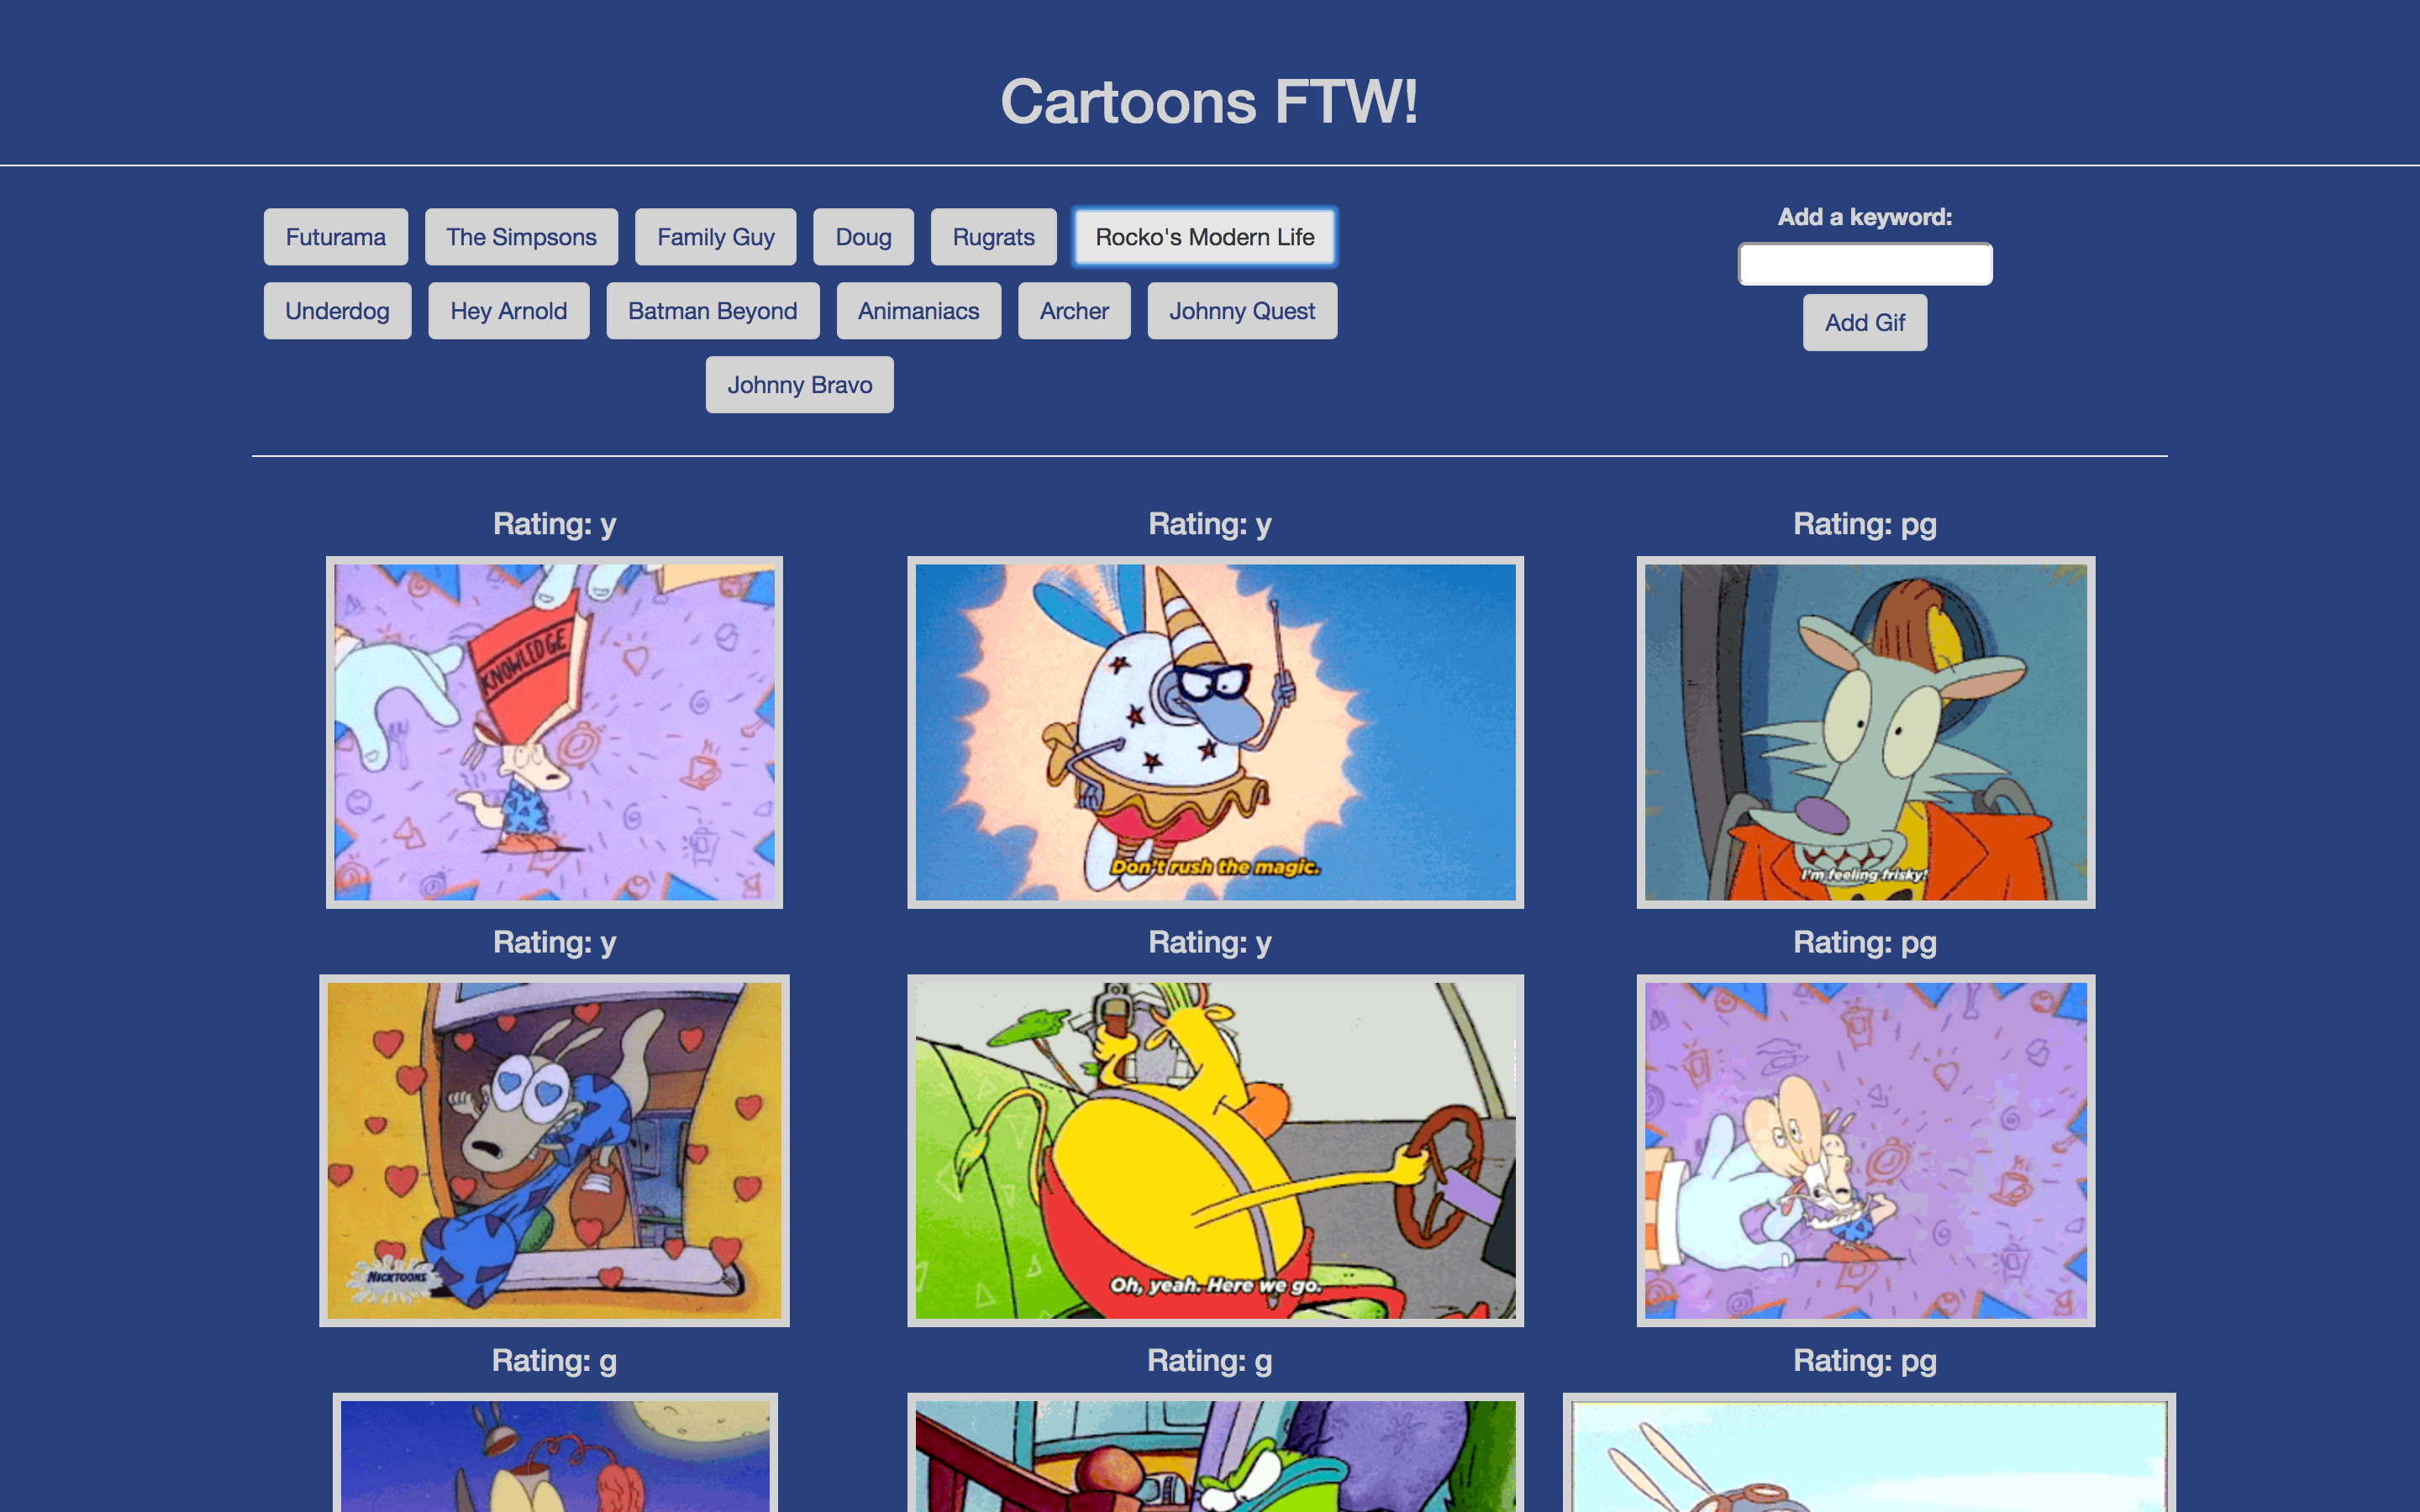 Cartoons FTW!
Futurama The Simpsons Family Guy Doug Rugrats Rocko's Modern Life
Underdog Hey Arnold Batman Beyond Animaniacs Archer Johnny Quest
Johnny Bravo
Add a keyword:
Add Gif
Rating: y Rating: y Rating: pg
KNOWLEDGE
Don't rush the magic.
I'm feeling frisky!
Rating: y Rating: y Rating: pg
NICKTOONS
Oh, yeah. Here we go.
Rating: g Rating: g Rating: pg